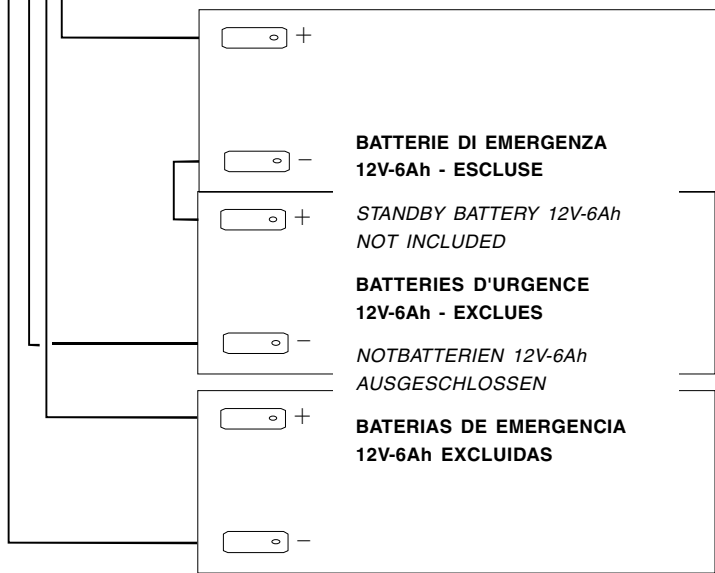 +
−
BATTERIE DI EMERGENZA
12V-6Ah - ESCLUSE
+
STANDBY BATTERY 12V-6Ah
NOT INCLUDED
BATTERIES D'URGENCE
12V-6Ah - EXCLUES
−
NOTBATTERIEN 12V-6Ah
AUSGESCHLOSSEN
+
BATERIAS DE EMERGENCIA
12V-6Ah EXCLUIDAS
−